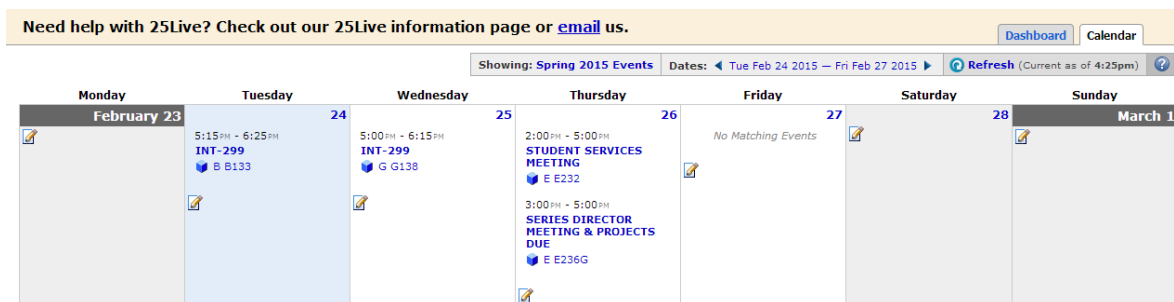 Need help with 25Live? Check out our 25Live information page or email us.
Dashboard Calendar
Showing: Spring 2015 Events Dates: Tue Feb 24 2015 — Fri Feb 27 2015 Refresh (Current as of 4:25pm) ?
Monday Tuesday Wednesday Thursday Friday Saturday Sunday
February 23 24 25 26 27 28 March 1
5:15PM - 6:25PM
INT-299
B B133
5:00PM - 6:15PM
INT-299
G G138
2:00PM - 5:00PM
STUDENT SERVICES
MEETING
E E232
3:00PM - 5:00PM
SERIES DIRECTOR
MEETING & PROJECTS
DUE
E E236G
No Matching Events